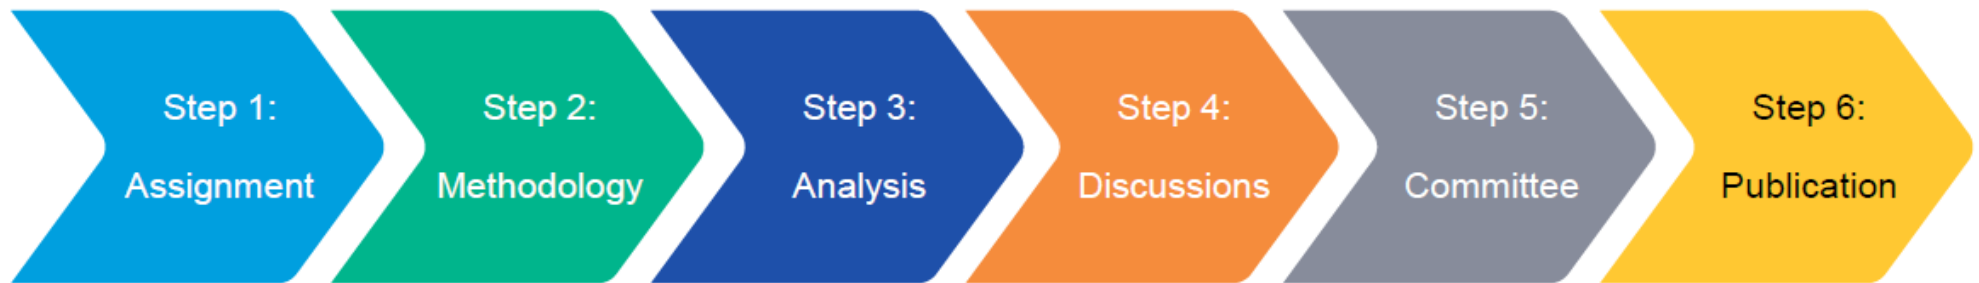 Step 1:
Assignment
Step 2:
Methodology
Step 3:
Analysis
Step 4:
Discussions
Step 5:
Committee
Step 6:
Publication